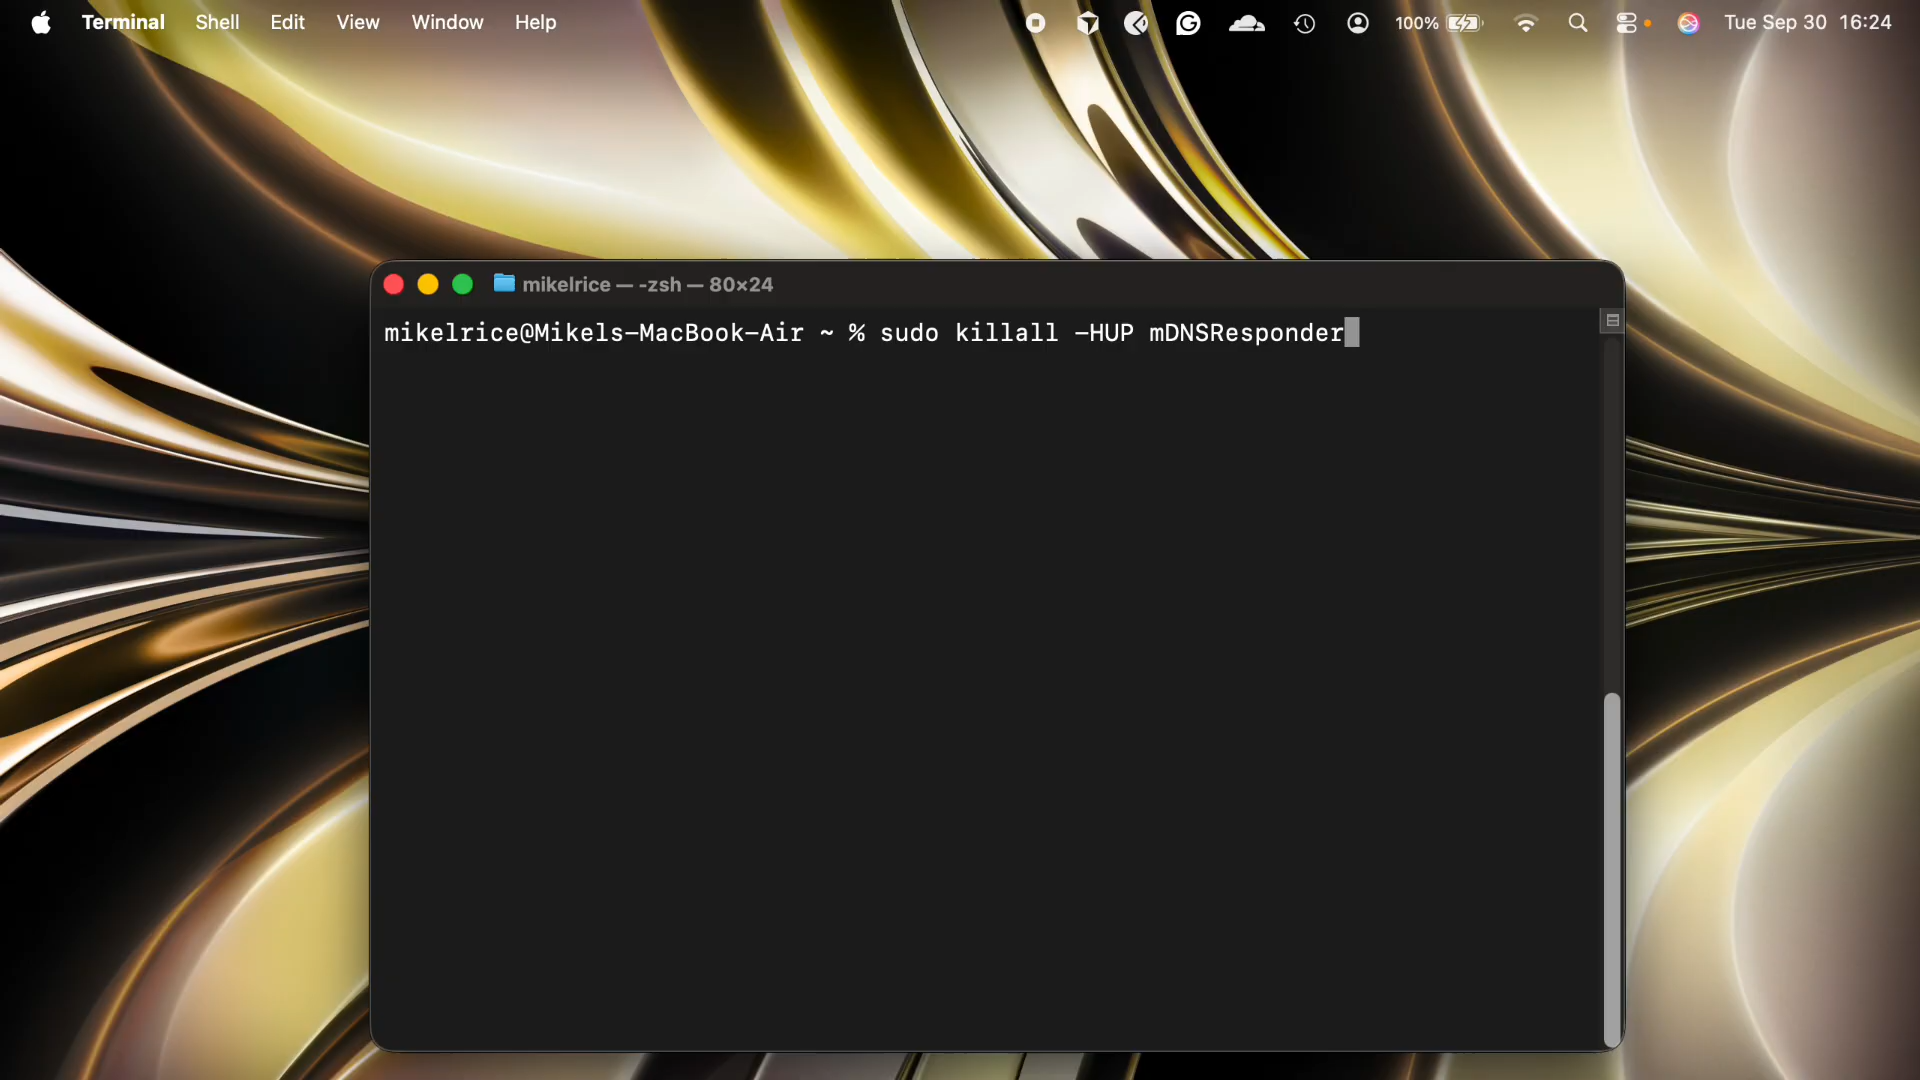 Terminal Shell Edit View Window Help 100% Tue Sep 30 16:24
mikelrice — -zsh — 80×24
mikelrice@Mikels-MacBook-Air ~ % sudo killall -HUP mDNSResponder